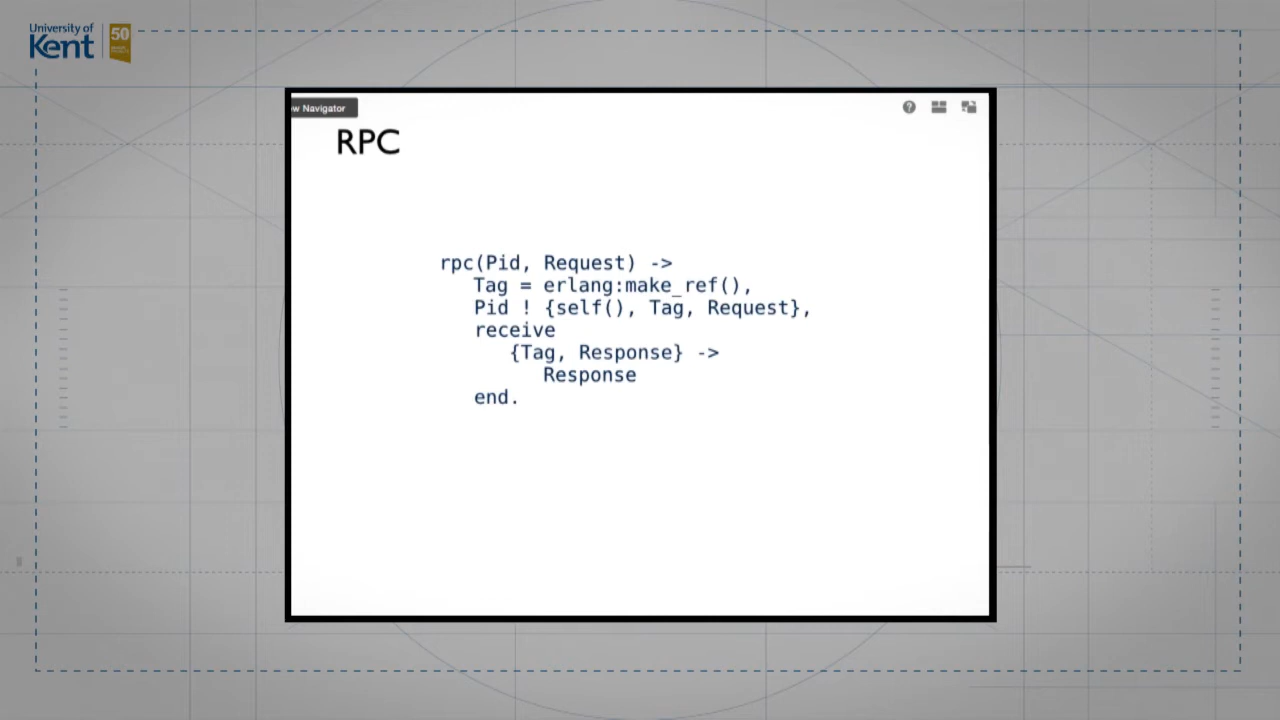 University of
Kent
50
w Navigator
RPC
rpc(Pid, Request) ->
   Tag = erlang:make_ref(),
   Pid ! {self(), Tag, Request},
   receive
      {Tag, Response} ->
         Response
   end.